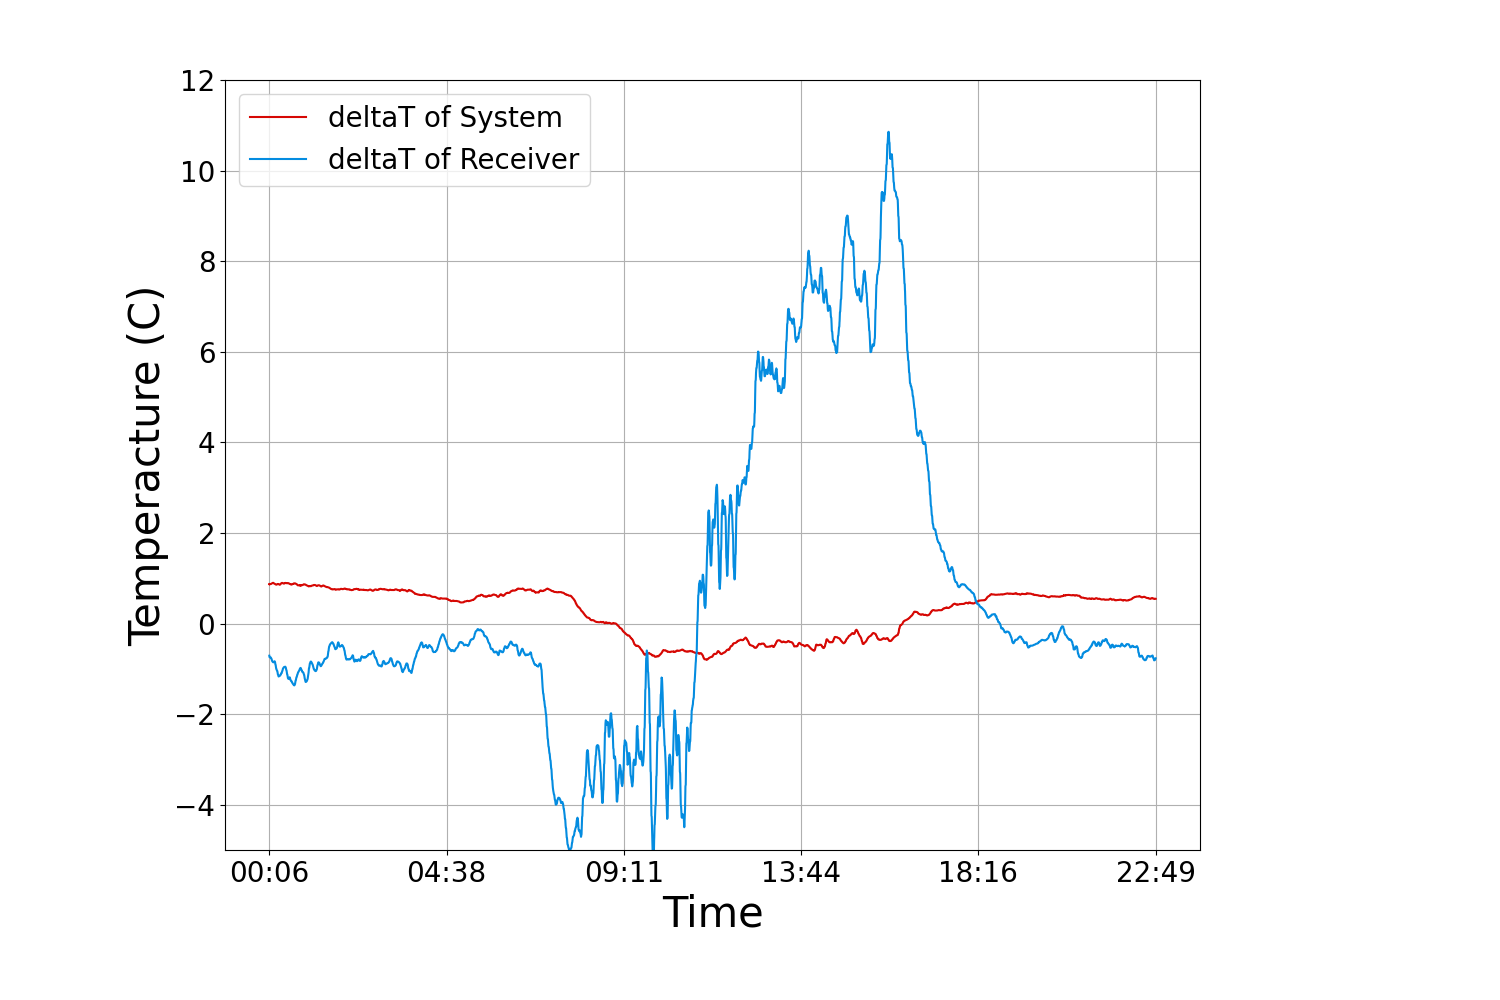 deltaT of System
deltaT of Receiver
Temperacture (C)
12
10
8
6
4
2
0
−2
−4
00:06 04:38 09:11 13:44 18:16 22:49
Time